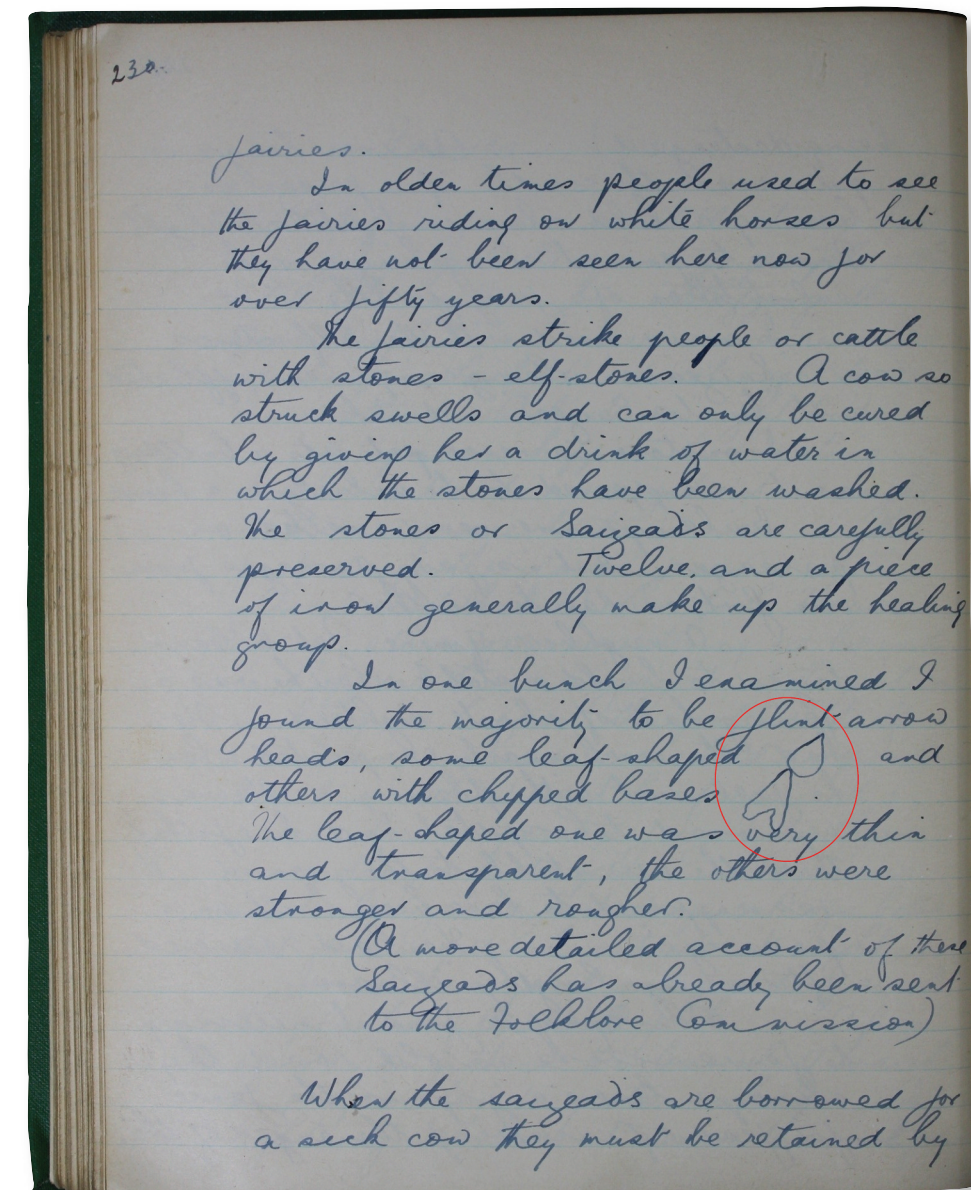 230.
fairies.
In olden times people used to see
the fairies riding on white horses but
they have not been seen here now for
over fifty years.
The fairies strike people or cattle
with stones - elf-stones. A cow so
struck swells and can only be cured
by giving her a drink of water in
which the stones have been washed.
The stones or Saigeads are carefully
preserved. Twelve, and a piece
of iron generally make up the healing
group.
In one bunch I examined I
found the majority to be flint arrow
heads, some leaf-shaped and
others with chipped bases
The leaf-shaped one was very thin
and transparent, the others were
stronger and rougher.
(A more detailed account of these
Saigeads has already been sent
to the Folklore Commission)
When the saigeads are borrowed for
a sick cow they must be retained by